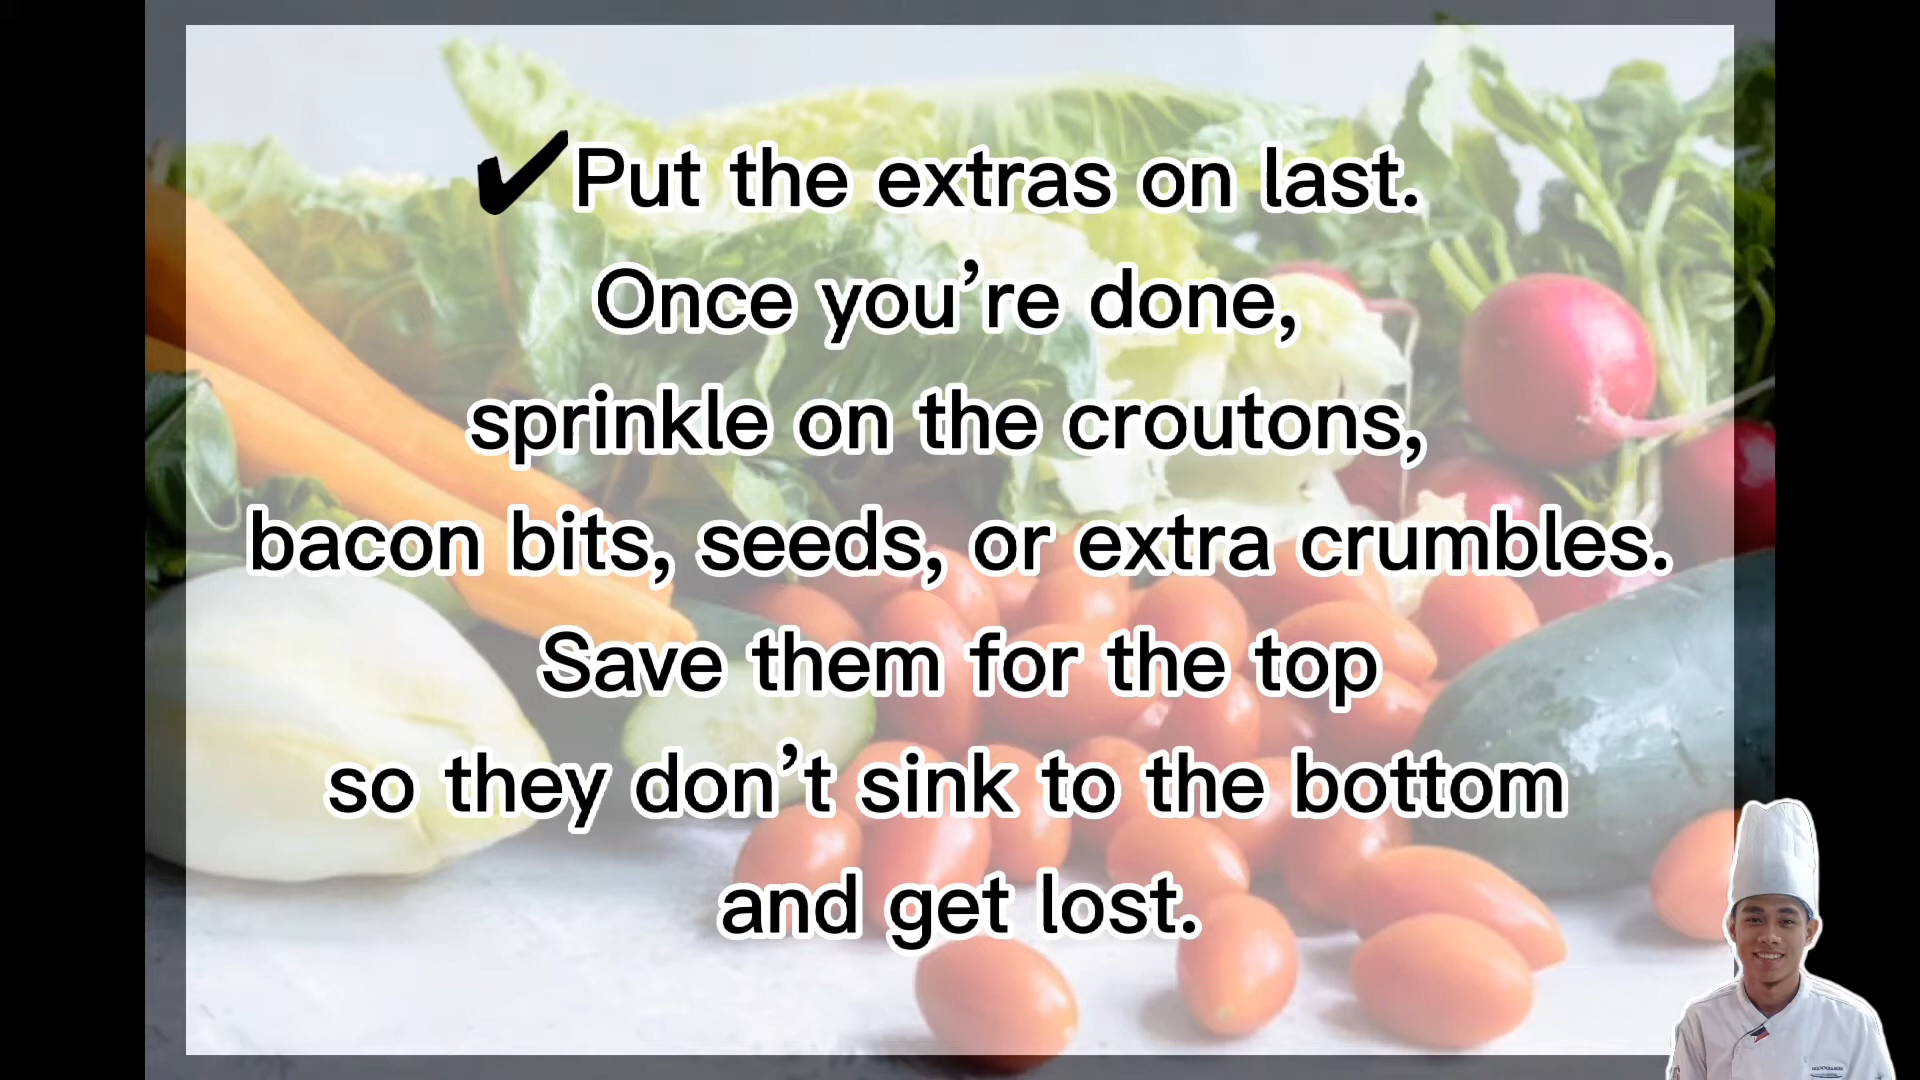 ✔Put the extras on last.
Once you’re done,
sprinkle on the croutons,
bacon bits, seeds, or extra crumbles.
Save them for the top
so they don’t sink to the bottom
and get lost.